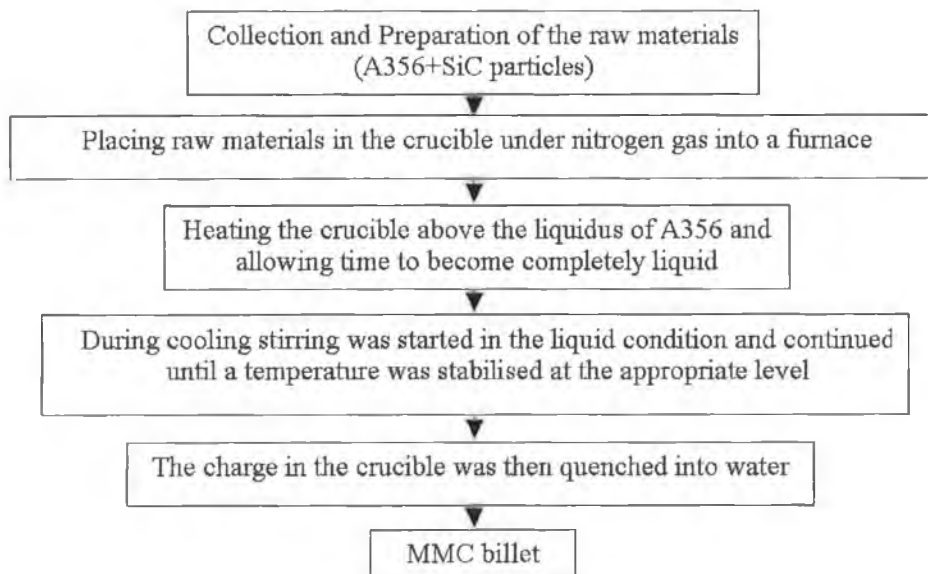 Collection and Preparation of the raw materials
(A356+SiC particles)
Placing raw materials in the crucible under nitrogen gas into a furnace
Heating the crucible above the liquidus of A356 and
allowing time to become completely liquid
During cooling stirring was started in the liquid condition and continued
until a temperature was stabilised at the appropriate level
The charge in the crucible was then quenched into water
MMC billet